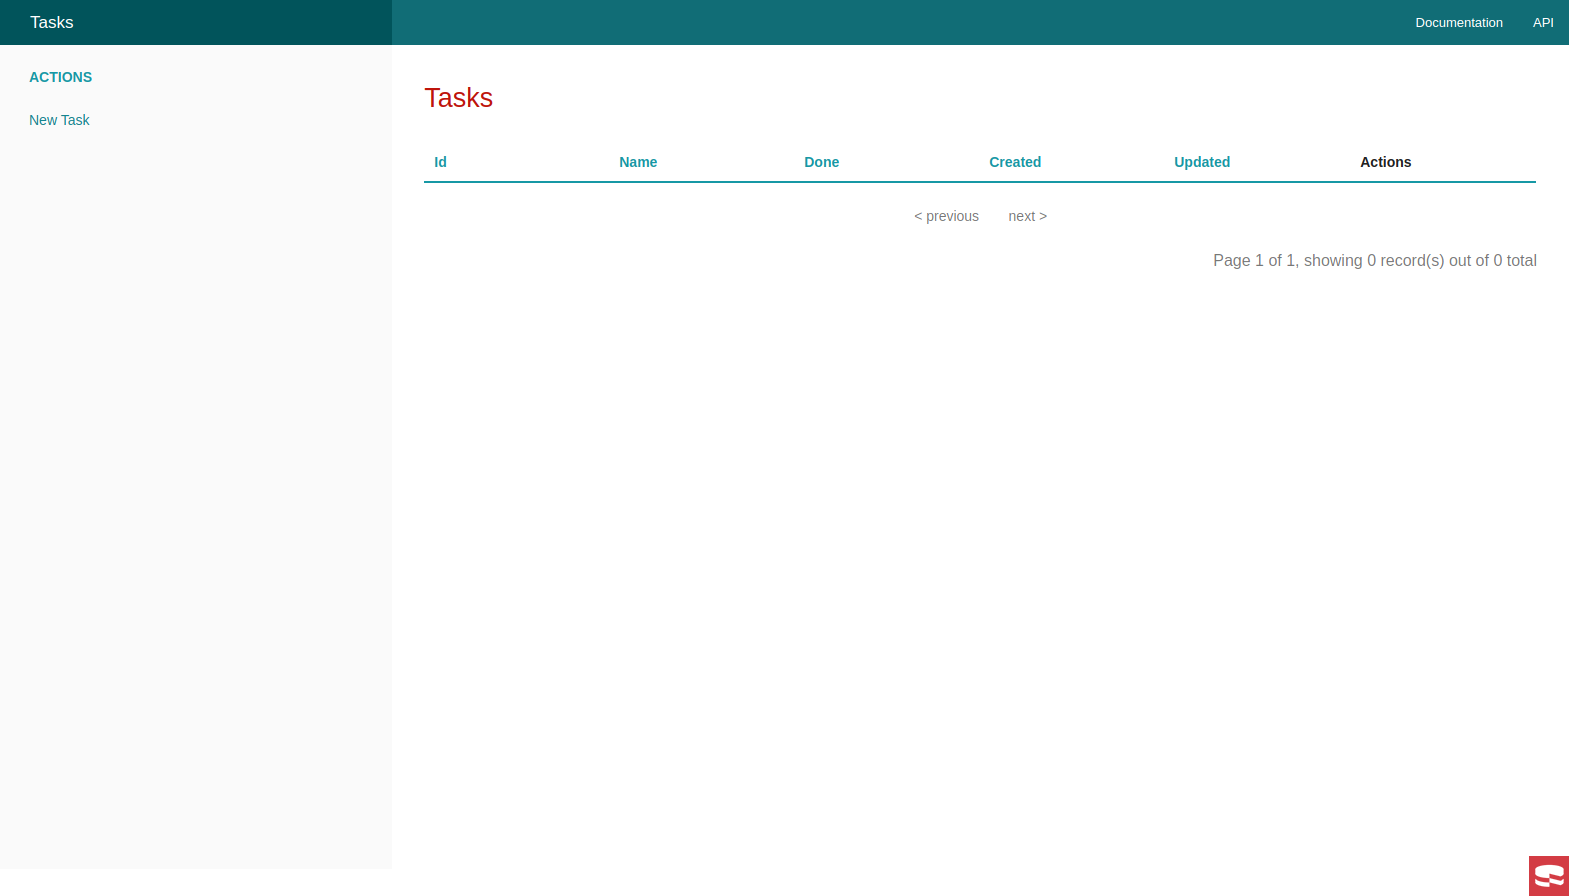 Tasks
Documentation API
ACTIONS
New Task
Tasks
Id Name Done Created Updated Actions
< previous next >
Page 1 of 1, showing 0 record(s) out of 0 total